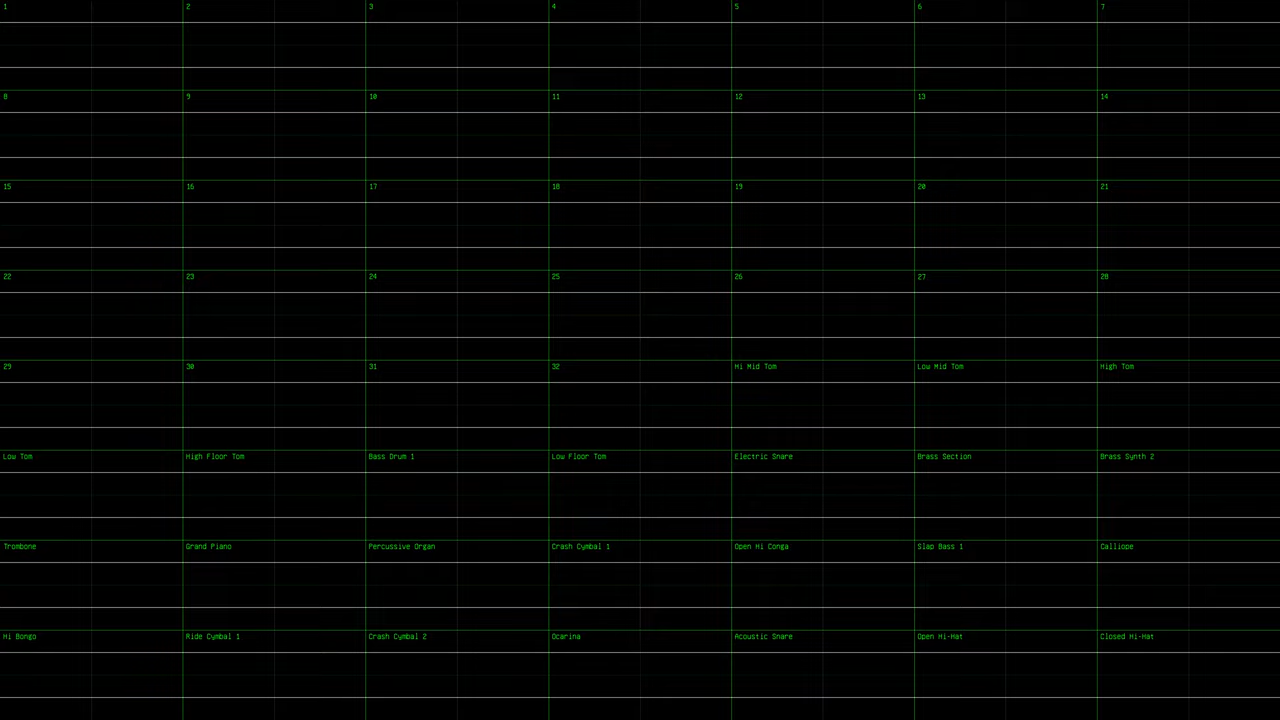 1 2 3 4 5 6 7
8 9 10 11 12 13 14
15 16 17 18 19 20 21
22 23 24 25 26 27 28
29 30 31 32 Hi Mid Tom Low Mid Tom High Tom
Low Tom High Floor Tom Bass Drum 1 Low Floor Tom Electric Snare Brass Section Brass Synth 2
Trombone Grand Piano Percussive Organ Crash Cymbal 1 Open Hi Conga Slap Bass 1 Calliope
Hi Bongo Ride Cymbal 1 Crash Cymbal 2 Ocarina Acoustic Snare Open Hi-Hat Closed Hi-Hat